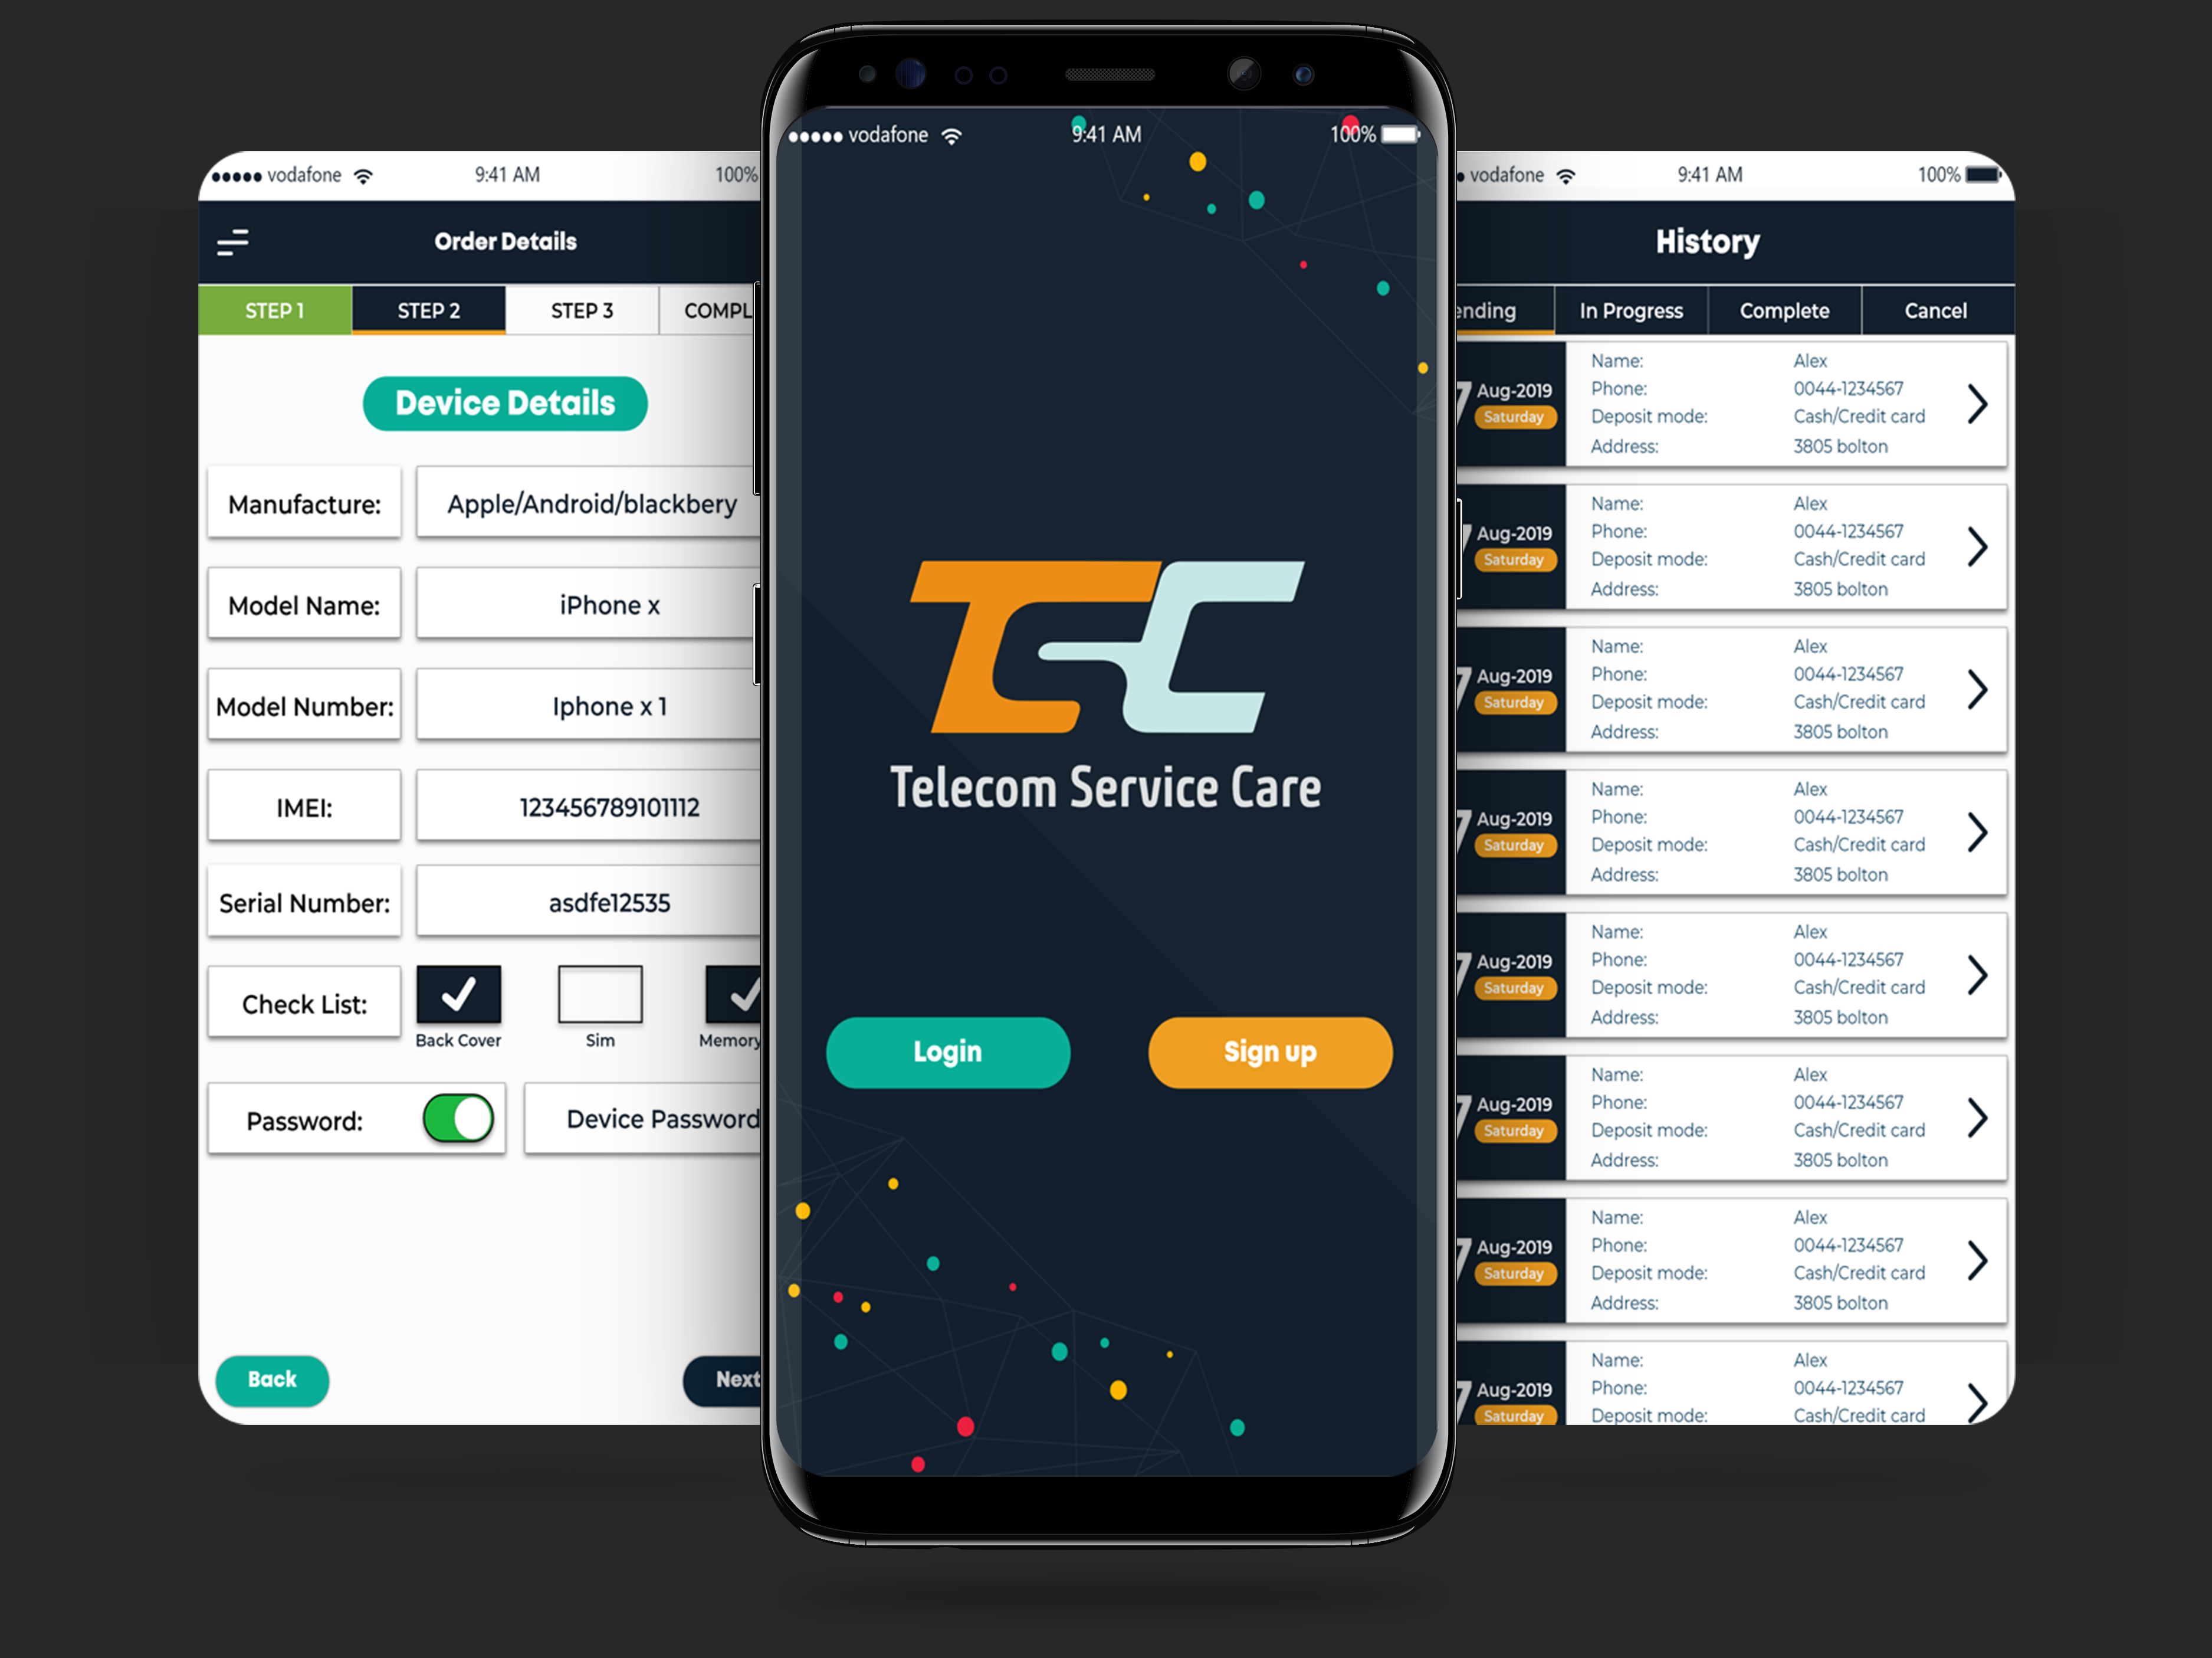 vodafone 9:41 AM 100%
Order Details
STEP 1 STEP 2 STEP 3 COMPL
Device Details
Manufacture: Apple/Android/blackbery
Model Name: iPhone x
Model Number: Iphone x 1
IMEI: 123456789101112
Serial Number: asdfe12535
Check List:
Back Cover Sim Memory
Password: Device Password
Back Next
vodafone 9:41 AM 100%
TSC
Telecom Service Care
Login Sign up
vodafone 9:41 AM 100%
History
ending In Progress Complete Cancel
7 Aug-2019
Saturday
Name: Alex
Phone: 0044-1234567
Deposit mode: Cash/Credit card
Address: 3805 bolton
7 Aug-2019
Saturday
Name: Alex
Phone: 0044-1234567
Deposit mode: Cash/Credit card
Address: 3805 bolton
7 Aug-2019
Saturday
Name: Alex
Phone: 0044-1234567
Deposit mode: Cash/Credit card
Address: 3805 bolton
7 Aug-2019
Saturday
Name: Alex
Phone: 0044-1234567
Deposit mode: Cash/Credit card
Address: 3805 bolton
7 Aug-2019
Saturday
Name: Alex
Phone: 0044-1234567
Deposit mode: Cash/Credit card
Address: 3805 bolton
7 Aug-2019
Saturday
Name: Alex
Phone: 0044-1234567
Deposit mode: Cash/Credit card
Address: 3805 bolton
7 Aug-2019
Saturday
Name: Alex
Phone: 0044-1234567
Deposit mode: Cash/Credit card
Address: 3805 bolton
7 Aug-2019
Saturday
Name: Alex
Phone: 0044-1234567
Deposit mode: Cash/Credit card